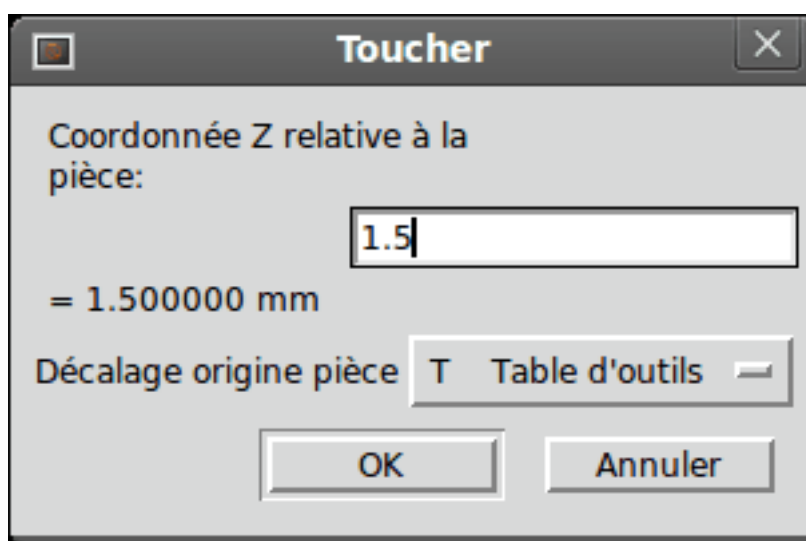 Toucher
Coordonnée Z relative à la
pièce:
1.5
= 1.500000 mm
Décalage origine pièce T Table d'outils
OK Annuler